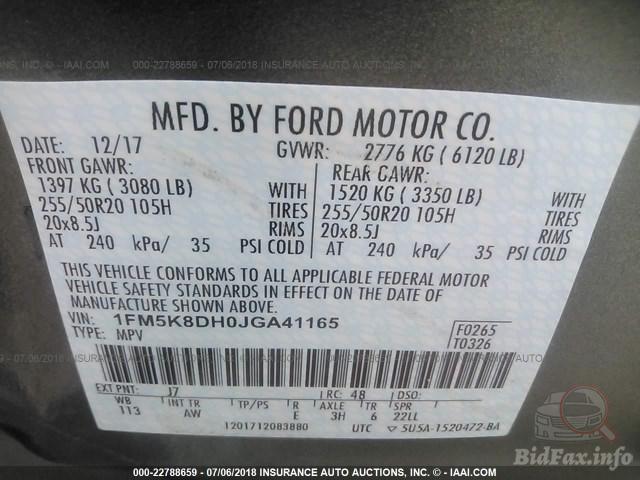 000-22788659 - 07/06/2018 INSURANCE AUTO AUCTIONS, INC. - ©, IAAI.COM
MFD. BY FORD MOTOR CO.
DATE: 12/17 GVWR: 2776 KG ( 6120 LB)
FRONT GAWR: REAR GAWR:
1397 KG ( 3080 LB) WITH 1520 KG ( 3350 LB) WITH
255/50R20 105H TIRES 255/50R20 105H TIRES
20x8.5J RIMS 20x8.5J RIMS
AT 240 kPa/ 35 PSI COLD AT 240 kPa/ 35 PSI COLD
THIS VEHICLE CONFORMS TO ALL APPLICABLE FEDERAL MOTOR
VEHICLE SAFETY STANDARDS IN EFFECT ON THE DATE OF
MANUFACTURE SHOWN ABOVE.
VIN: 1FM5K8DH0JGA41165 F0265
TYPE: MPV T0326
EXT PNT: J7 RC: 48 DSO:
WB INT TR TP/PS R AXLE TR SPR
113 AW E 3H 6 22LL
1201712083880 UTC 5U5A-1520472-BA
BidFax.info
000-22788659 - 07/06/2018 INSURANCE AUTO AUCTIONS, INC. - ©, IAAI.COM